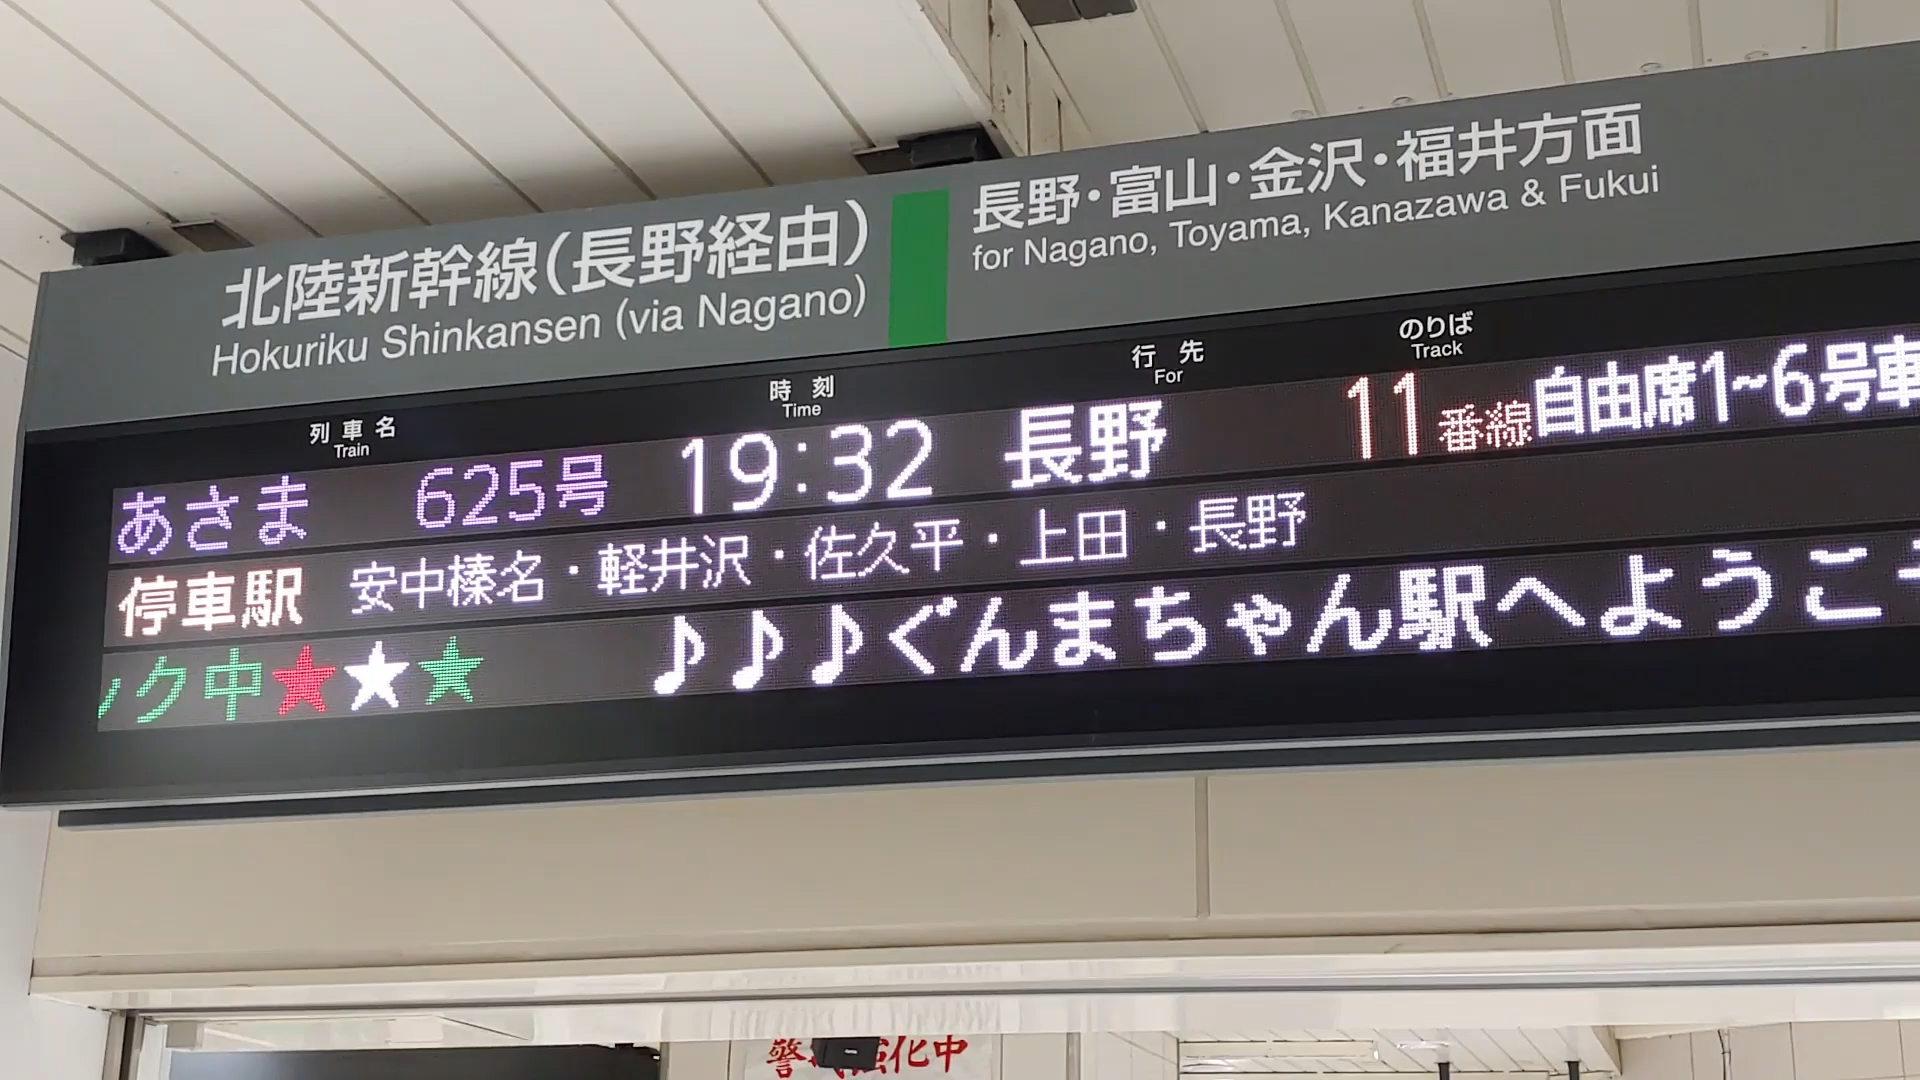 北陸新幹線(長野経由)
Hokuriku Shinkansen (via Nagano)
長野・富山・金沢・福井方面
for Nagano, Toyama, Kanazawa & Fukui
列車名 時刻 行先 のりば
Train Time For Track
あさま 625号 19:32 長野 11番線 自由席1~6号車
停車駅 安中榛名・軽井沢・佐久平・上田・長野
ク中★★★ ♪♪♪ぐんまちゃん駅へようこ
化中